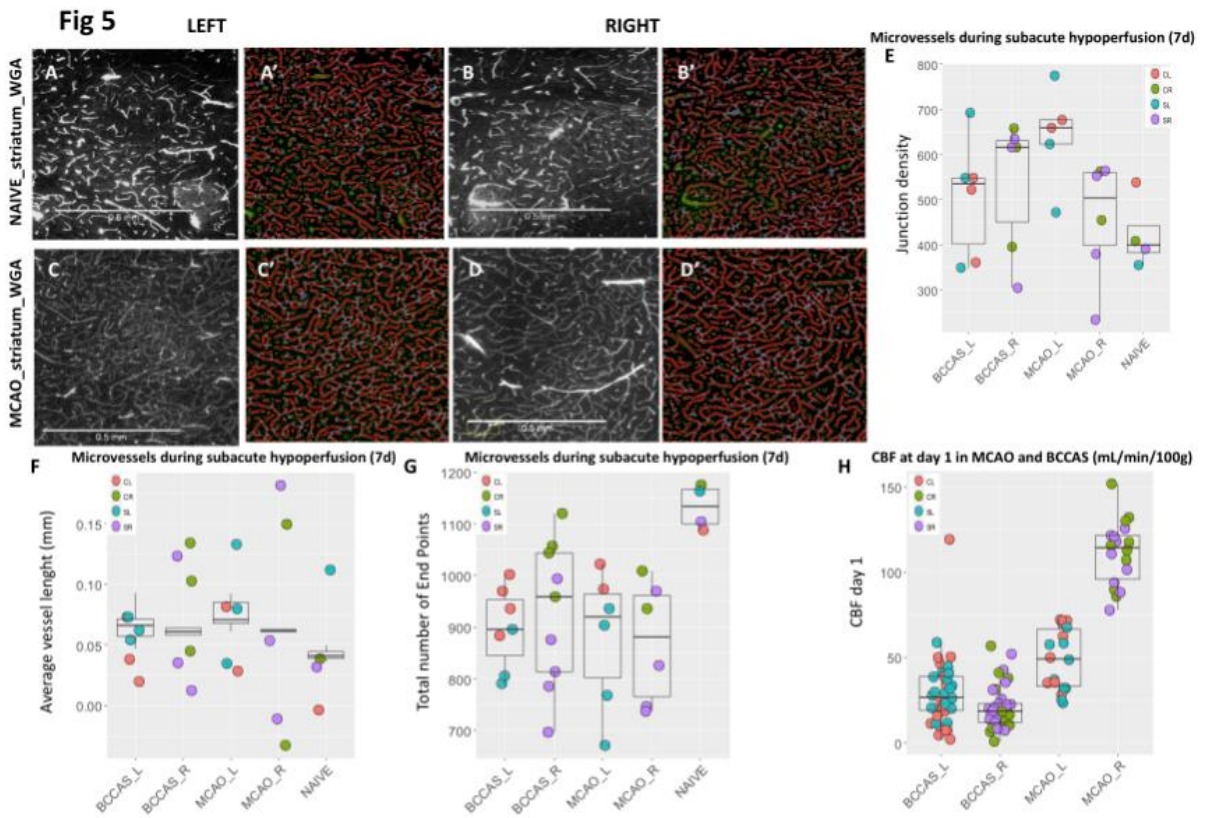 Fig 5
LEFT
RIGHT
NAIVE_striatum_WGA
A
0.5 mm
A'
B
0.5 mm
B'
MCAO_striatum_WGA
C
0.5 mm
C'
D
0.5 mm
D'
Microvessels during subacute hypoperfusion (7d)
E
Junction density
800
700
600
500
400
300
CL
CR
SL
SR
BCCAS_L
BCCAS_R
MCAO_L
MCAO_R
NAIVE
F
Microvessels during subacute hypoperfusion (7d)
Average vessel lenght (mm)
0.15
0.10
0.05
0.00
CL
CR
SL
SR
BCCAS_L
BCCAS_R
MCAO_L
MCAO_R
NAIVE
G
Microvessels during subacute hypoperfusion (7d)
Total number of End Points
1200
1100
1000
900
800
700
CL
CR
SL
SR
BCCAS_L
BCCAS_R
MCAO_L
MCAO_R
NAIVE
H
CBF at day 1 in MCAO and BCCAS (mL/min/100g)
CBF day 1
150
100
50
0
CL
CR
SL
SR
BCCAS_L
BCCAS_R
MCAO_L
MCAO_R